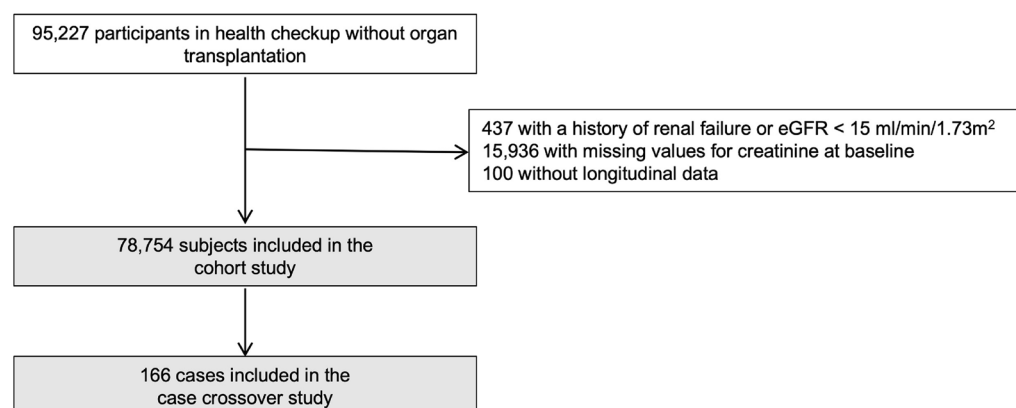 95,227 participants in health checkup without organ
transplantation
437 with a history of renal failure or eGFR < 15 ml/min/1.73m²
15,936 with missing values for creatinine at baseline
100 without longitudinal data
78,754 subjects included in the
cohort study
166 cases included in the
case crossover study